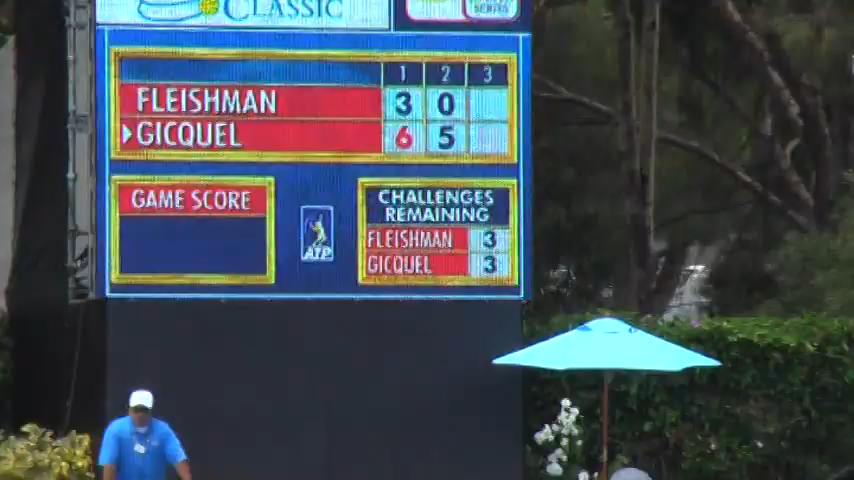 CLASSIC
1 2 3
FLEISHMAN 3 0
GICQUEL 6 5
GAME SCORE
CHALLENGES
REMAINING
FLEISHMAN 3
GICQUEL 3
ATP